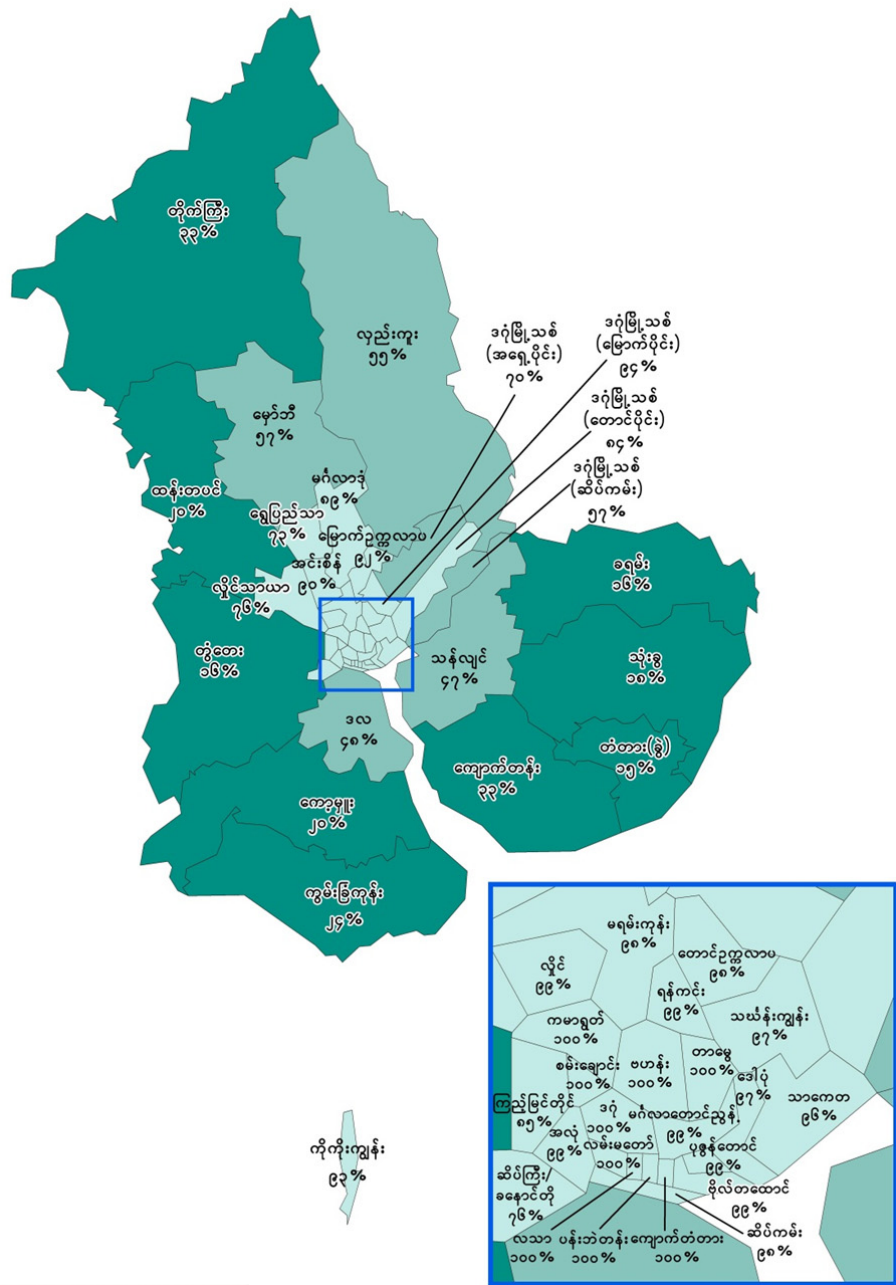 တိုက်ကြီး
၃၃%
လှည်းကူး
၅၅%
ဒဂုံမြို့သစ်
(အရှေ့ပိုင်း)
၇၀%
ဒဂုံမြို့သစ်
(မြောက်ပိုင်း)
၉၄%
ဒဂုံမြို့သစ်
(တောင်ပိုင်း)
၈၄%
ဒဂုံမြို့သစ်
(ဆိပ်ကမ်း)
၅၇%
မှော်ဘီ
၅၇%
မင်္ဂလာဒုံ
၈၉%
ထန်းတပင်
၂၀%
ရွှေပြည်သာ
၇၃%
မြောက်ဥက္ကလာပ
၉၂%
အင်းစိန်
၉၀%
လှိုင်သာယာ
၇၆%
ခရမ်း
၁၆%
တွံတေး
၁၆%
သန်လျင်
၄၇%
သုံးခွ
၁၈%
ဒလ
၄၈%
တံတား(ခွဲ)
၁၅%
ကျောက်တန်း
၃၃%
ကော့မှူး
၂၀%
ကွမ်းခြံကုန်း
၂၄%
ကိုကိုးကျွန်း
၉၃%
မရမ်းကုန်း
၉၈%
တောင်ဥက္ကလာပ
၉၈%
လှိုင်
၉၉%
ရန်ကင်း
၉၉%
သင်္ဃန်းကျွန်း
၉၇%
ကမာရွတ်
၁၀၀%
တာမွေ
၁၀၀%
စမ်းချောင်း
၁၀၀%
ဗဟန်း
၁၀၀%
ဒေါပုံ
၉၇%
သာကေတ
၉၆%
ကြည့်မြင်တိုင်
၈၅%
ဒဂုံ
၁၀၀%
မင်္ဂလာတောင်ညွန့်
၉၉%
အလုံ
၉၉%
လမ်းမတော်
၁၀၀%
ပုဇွန်တောင်
၉၉%
ဆိပ်ကြီး/
ခနောင်တို
၇၆%
ဗိုလ်တထောင်
၉၉%
လသာ
၁၀၀%
ပန်းဘဲတန်း
၁၀၀%
ကျောက်တံတား
၁၀၀%
ဆိပ်ကမ်း
၉၈%